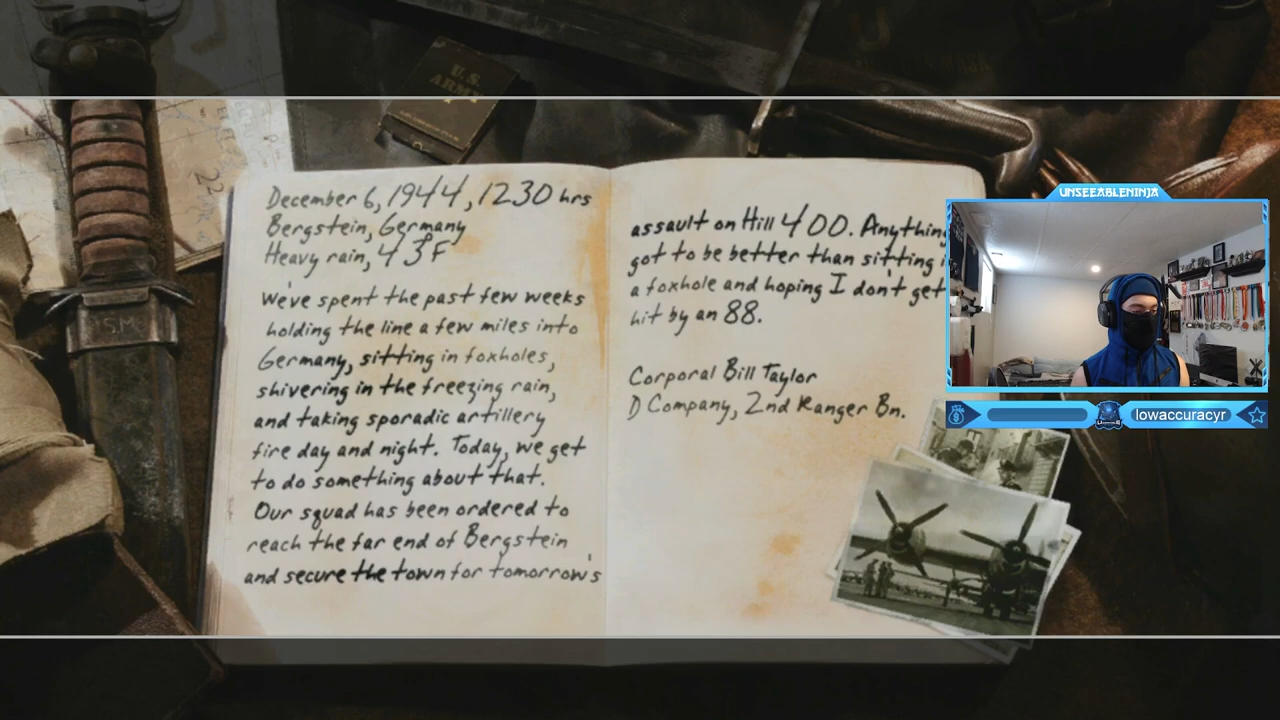 U.S.
ARMY
December 6, 1944, 1230 hrs
Bergstein, Germany
Heavy rain, 43°F
We've spent the past few weeks
holding the line a few miles into
Germany, sitting in foxholes,
shivering in the freezing rain,
and taking sporadic artillery
fire day and night. Today, we get
to do something about that.
Our squad has been ordered to
reach the far end of Bergstein
and secure the town for tomorrow's
assault on Hill 400. Anything
got to be better than sitting
a foxhole and hoping I don't get
hit by an 88.
Corporal Bill Taylor
D Company, 2nd Ranger Bn.
UNSEEABLENINJA
lowaccuracyr